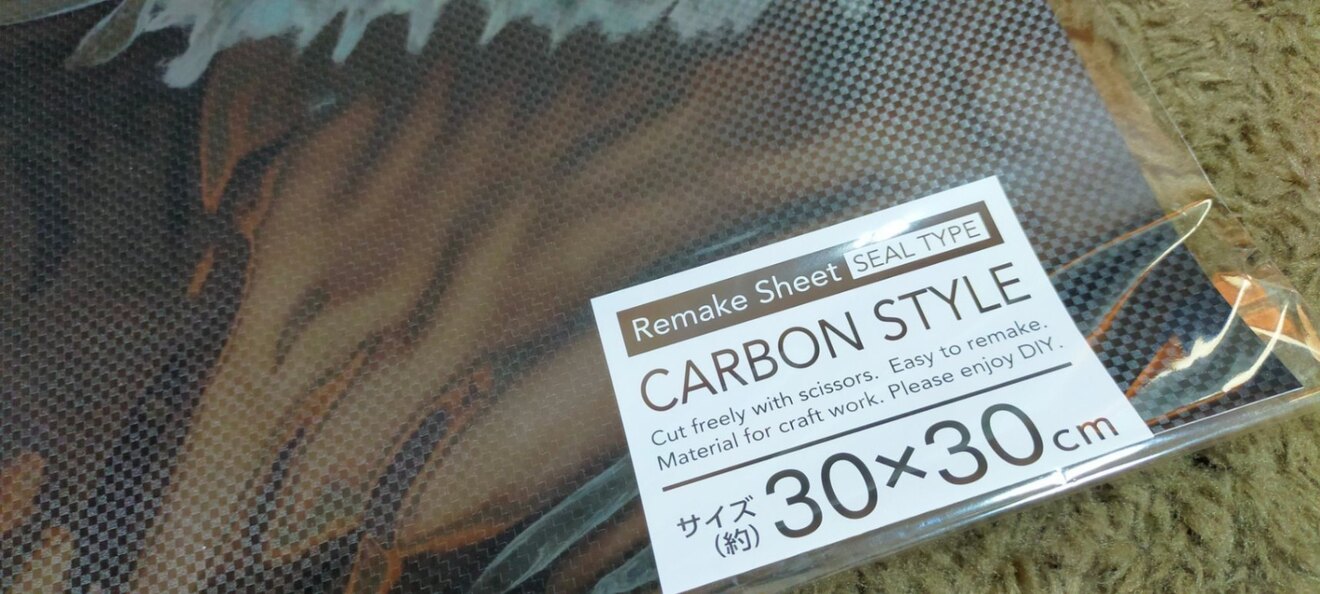 Remake Sheet SEAL TYPE
CARBON STYLE
Cut freely with scissors. Easy to remake.
Material for craft work. Please enjoy DIY.
サイズ
(約) 30×30cm